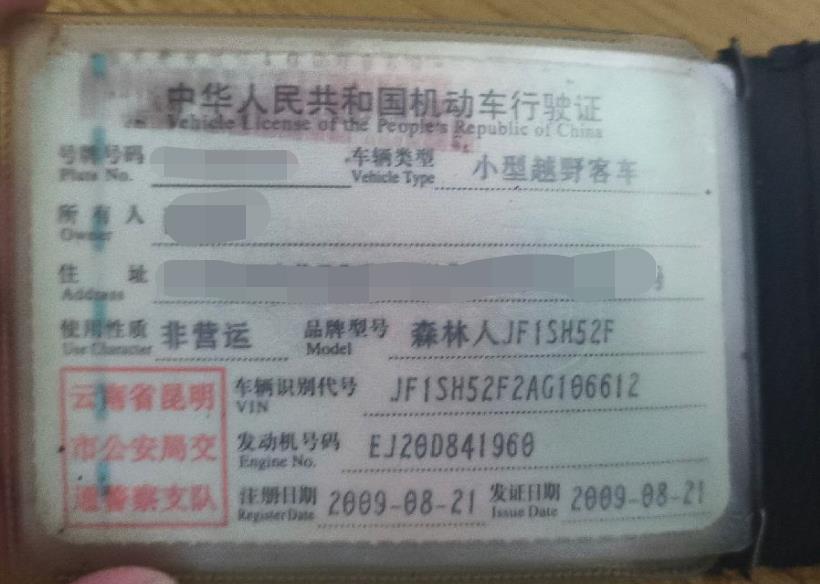 中华人民共和国机动车行驶证
Vehicle License of the People's Republic of China
号牌号码 车辆类型 小型越野客车
Plate No. Vehicle Type
所有人
Owner
住址 号
Address
使用性质 非营运 品牌型号 森林人JF1SH52F
Use Character Model
云南省昆明 车辆识别代号 JF1SH52F2AG106612
VIN
市公安局交 发动机号码 EJ20D841960
Engine No.
通警察支队 注册日期 2009-08-21 发证日期 2009-08-21
Register Date Issue Date